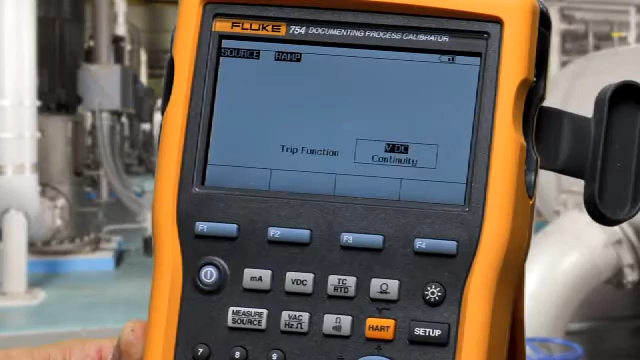 FLUKE 754 DOCUMENTING PROCESS CALIBRATOR
SOURCE RAMP
Trip Function V DC
Continuity
F1 F2 F3 F4
mA VDC TC RTD
MEASURE SOURCE VAC Hz Ω HART SETUP
7 8 9